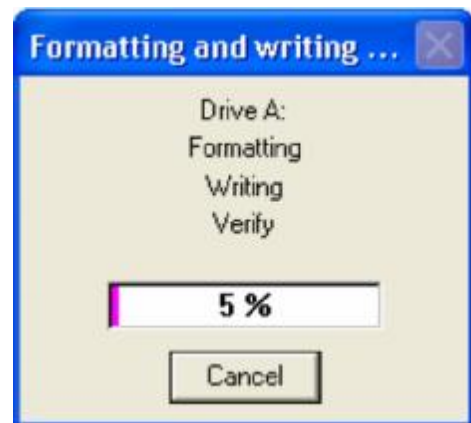 Formatting and writing ...
Drive A:
Formatting
Writing
Verify
5 %
Cancel